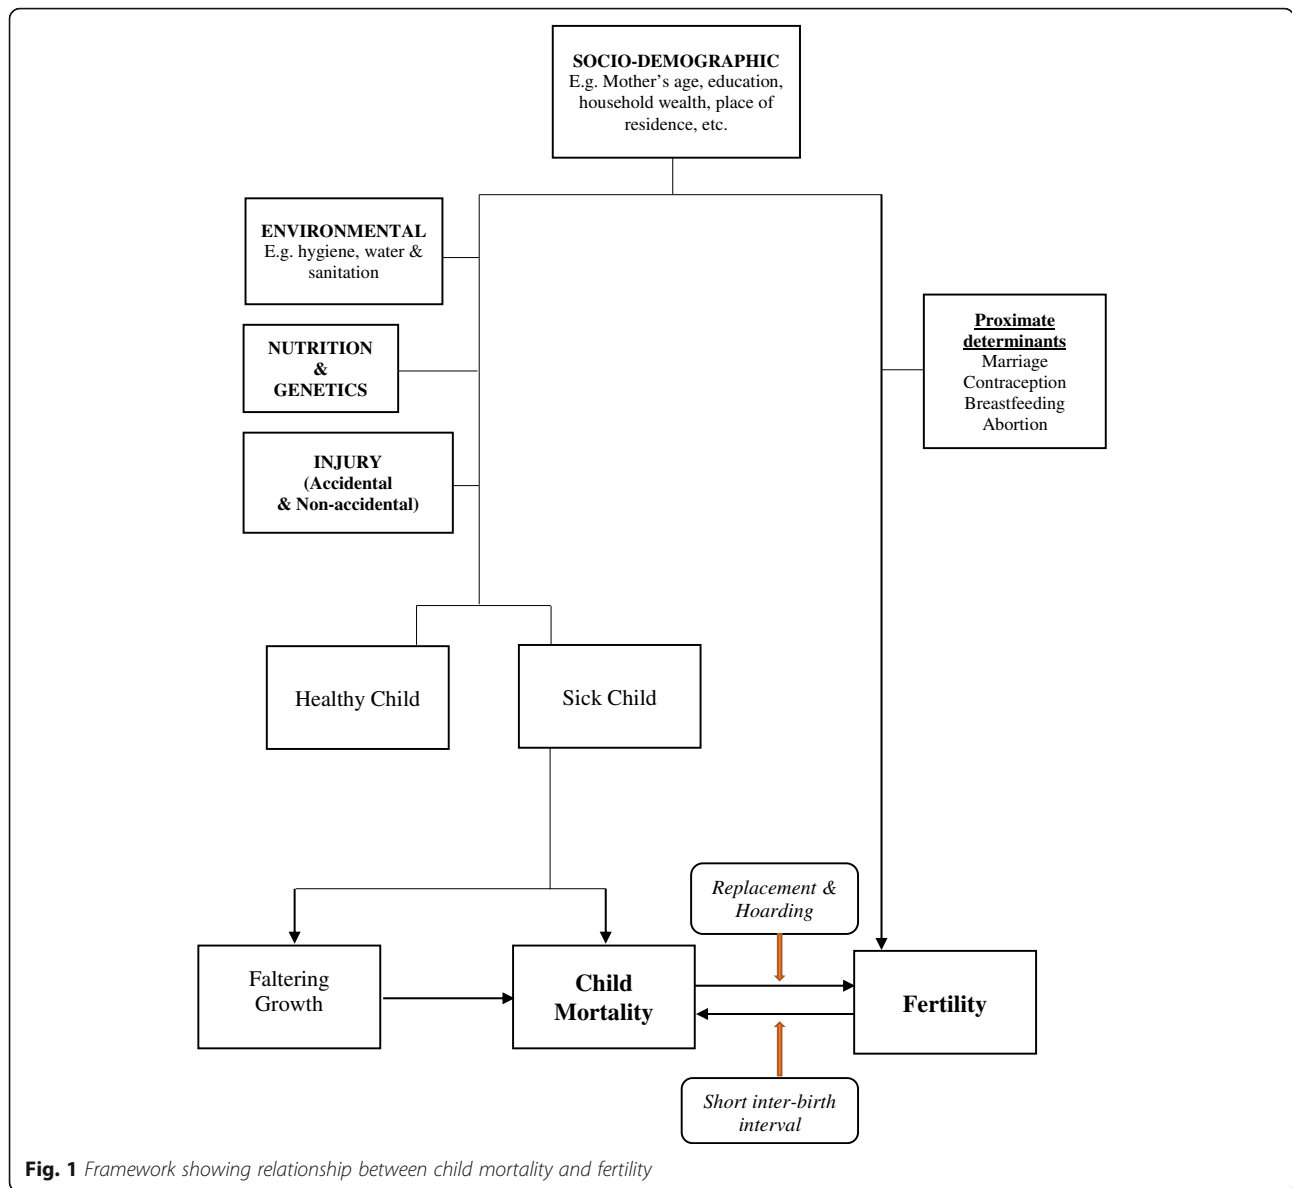 SOCIO-DEMOGRAPHIC
E.g. Mother’s age, education,
household wealth, place of
residence, etc.
ENVIRONMENTAL
E.g. hygiene, water &
sanitation
NUTRITION
&
GENETICS
INJURY
(Accidental
& Non-accidental)
Proximate
determinants
Marriage
Contraception
Breastfeeding
Abortion
Healthy Child
Sick Child
Replacement &
Hoarding
Faltering
Growth
Child
Mortality
Fertility
Short inter-birth
interval
Fig. 1 Framework showing relationship between child mortality and fertility